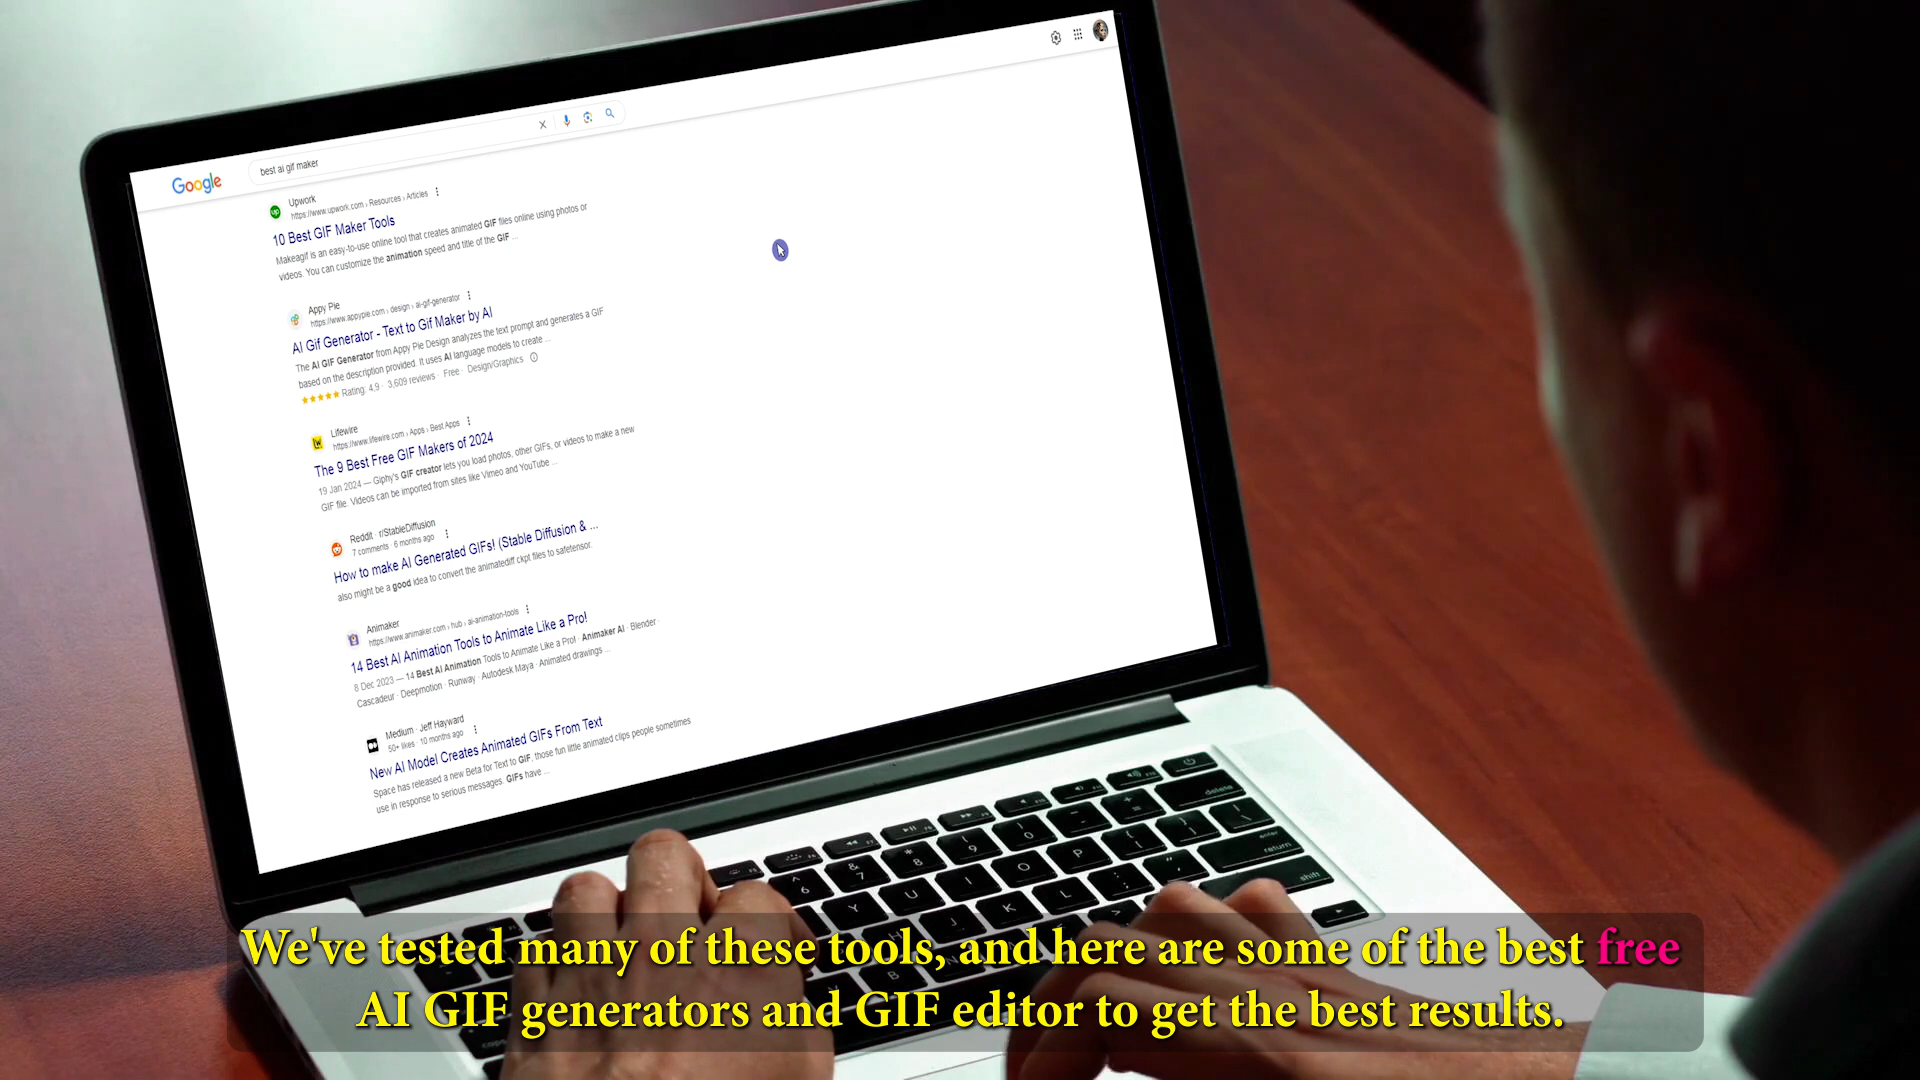 Google
best ai gif maker
Upwork
https://www.upwork.com › Resources › Articles
10 Best GIF Maker Tools
Makeagif is an easy-to-use online tool that creates animated GIF files online using photos or
videos. You can customize the animation speed and title of the GIF ...
Appy Pie
https://www.appypie.com › design › ai-gif-generator
AI Gif Generator - Text to Gif Maker by AI
The AI GIF Generator from Appy Pie Design analyzes the text prompt and generates a GIF
based on the description provided. It uses AI language models to create ...
Rating: 4.9 · 3,609 reviews · Free · Design/Graphics
Lifewire
https://www.lifewire.com › Apps › Best Apps
The 9 Best Free GIF Makers of 2024
19 Jan 2024 — Giphy's GIF creator lets you load photos, other GIFs, or videos to make a new
GIF file. Videos can be imported from sites like Vimeo and YouTube ...
Reddit · r/StableDiffusion
7 comments · 6 months ago
How to make AI Generated GIFs! (Stable Diffusion & ...
also might be a good idea to convert the animatediff ckpt files to safetensor.
Animaker
https://www.animaker.com › hub › ai-animation-tools
14 Best AI Animation Tools to Animate Like a Pro!
8 Dec 2023 — 14 Best AI Animation Tools to Animate Like a Pro! · Animaker AI · Blender ·
Cascadeur · Deepmotion · Runway · Autodesk Maya · Animated drawings ...
Medium · Jeff Hayward
50+ likes · 10 months ago
New AI Model Creates Animated GIFs From Text
Space has released a new Beta for Text to GIF, those fun little animated clips people sometimes
use in response to serious messages. GIFs have ...
delete
return
shift
We've tested many of these tools, and here are some of the best free
AI GIF generators and GIF editor to get the best results.